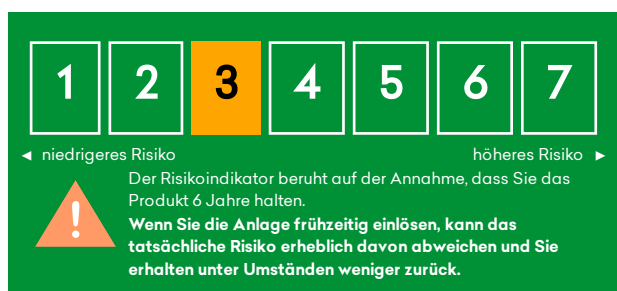 1 2 3 4 5 6 7
◄ niedrigeres Risiko höheres Risiko ►
Der Risikoindikator beruht auf der Annahme, dass Sie das
Produkt 6 Jahre halten.
Wenn Sie die Anlage frühzeitig einlösen, kann das
tatsächliche Risiko erheblich davon abweichen und Sie
erhalten unter Umständen weniger zurück.
!